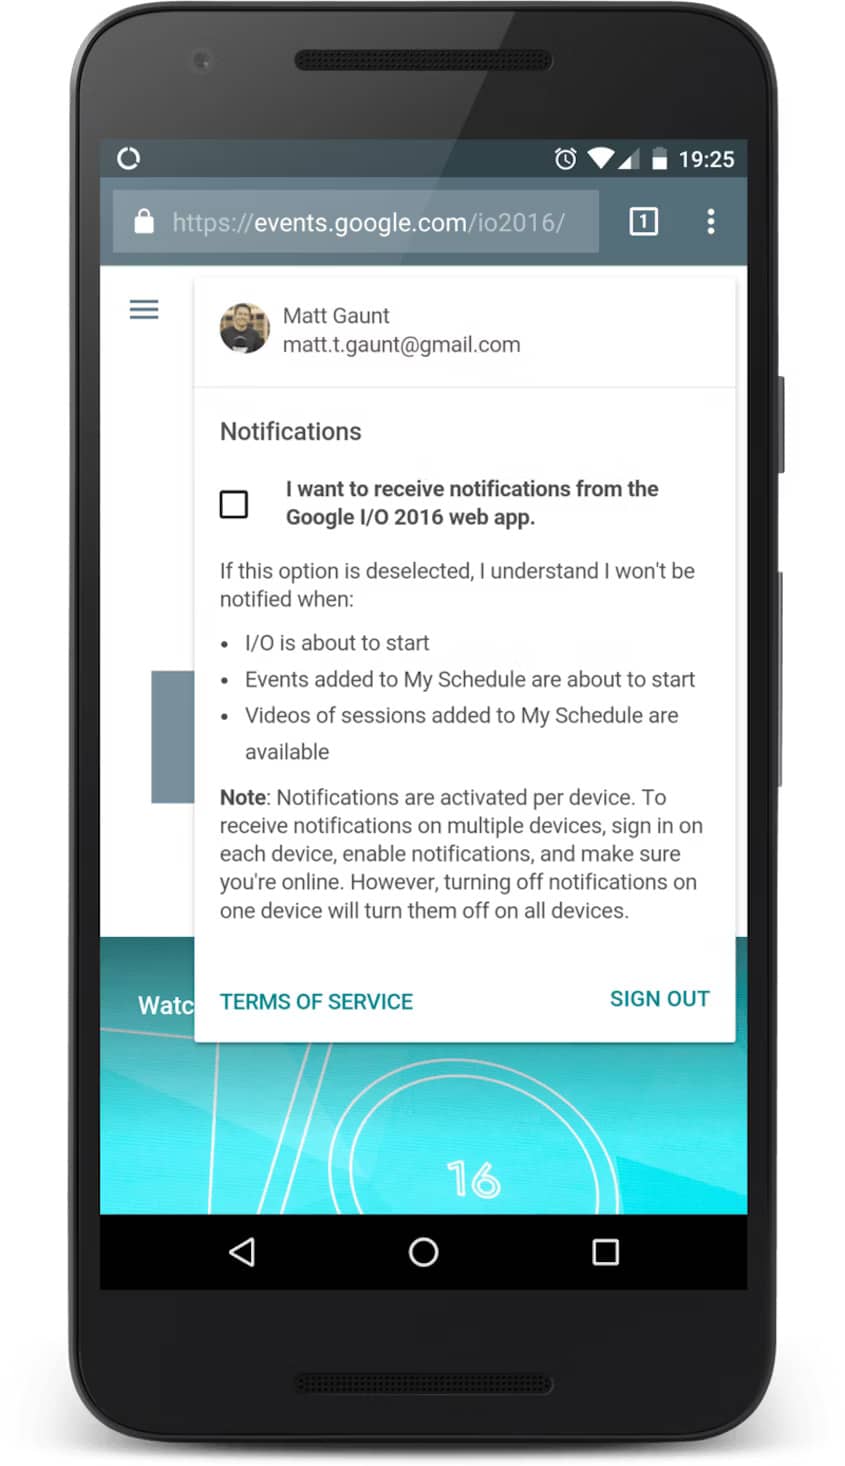 19:25
https://events.google.com/io2016/
1
Matt Gaunt
matt.t.gaunt@gmail.com
Notifications
I want to receive notifications from the
Google I/O 2016 web app.
If this option is deselected, I understand I won't be
notified when:
• I/O is about to start
• Events added to My Schedule are about to start
• Videos of sessions added to My Schedule are
available
Note: Notifications are activated per device. To
receive notifications on multiple devices, sign in on
each device, enable notifications, and make sure
you're online. However, turning off notifications on
one device will turn them off on all devices.
Watc
TERMS OF SERVICE
SIGN OUT
16